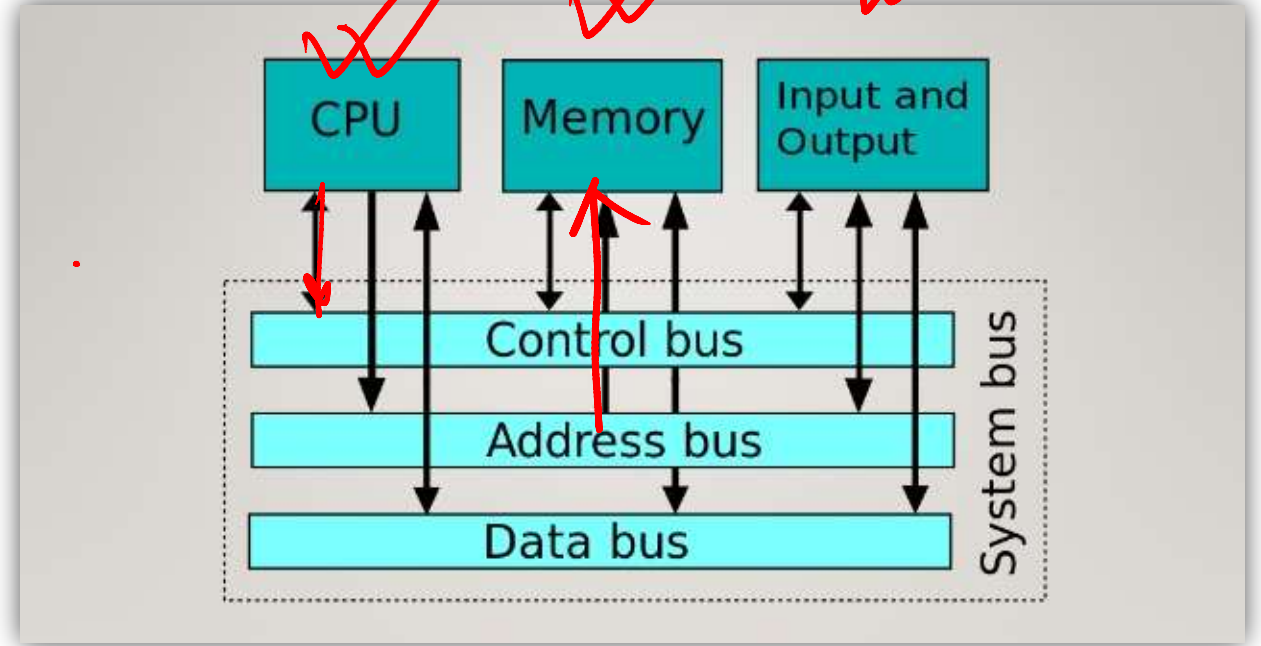 CPU
Memory
Input and
Output
Control bus
Address bus
Data bus
System bus